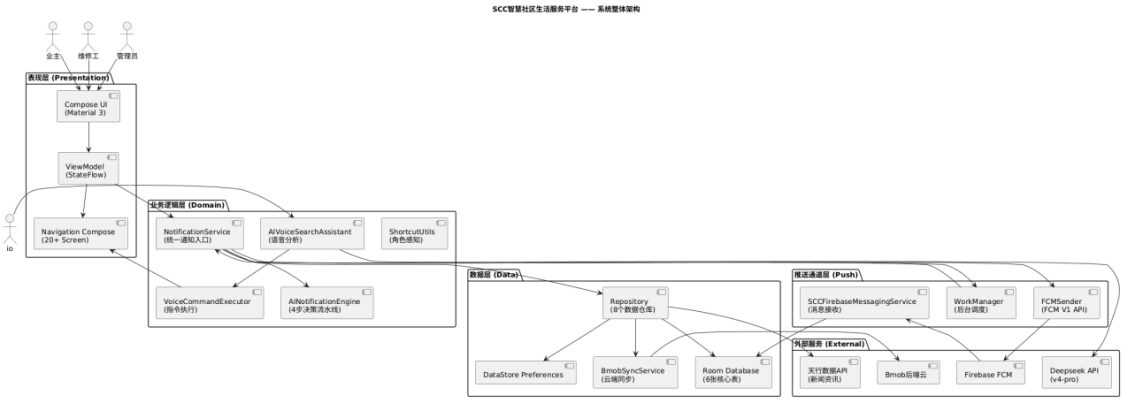 SCC智慧社区生活服务平台 —— 系统整体架构
业主
维修工
管理员
表现层 (Presentation)
Compose UI
(Material 3)
ViewModel
(StateFlow)
Navigation Compose
(20+ Screen)
io
业务逻辑层 (Domain)
NotificationService
(统一通知入口)
AIVoiceSearchAssistant
(语音分析)
ShortcutUtils
(角色感知)
VoiceCommandExecutor
(指令执行)
AINotificationEngine
(4步决策流水线)
数据层 (Data)
Repository
(8个数据仓库)
DataStore Preferences
BmobSyncService
(云端同步)
Room Database
(6张核心表)
推送通道层 (Push)
SCCFirebaseMessagingService
(消息接收)
WorkManager
(后台调度)
FCMSender
(FCM V1 API)
外部服务 (External)
天行数据API
(新闻资讯)
Bmob后端云
Firebase FCM
Deepseek API
(v4-pro)